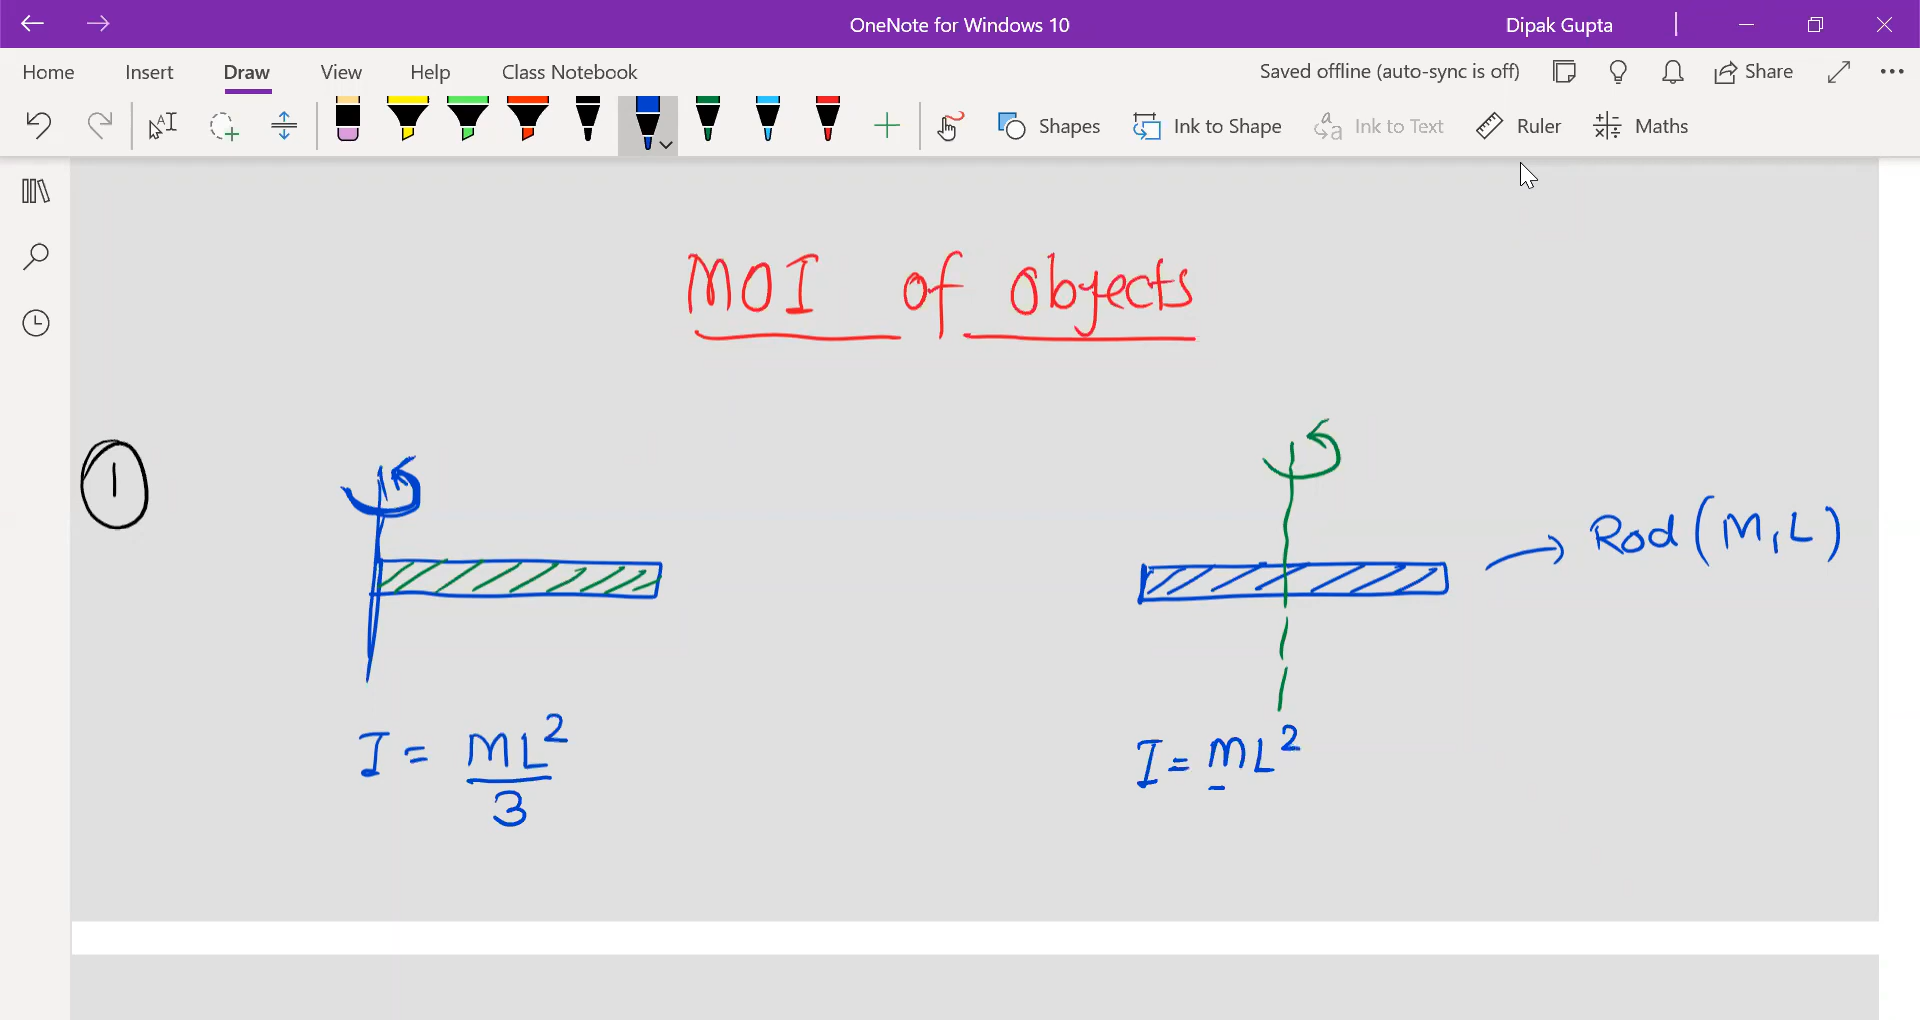 OneNote for Windows 10
Dipak Gupta
Home Insert Draw View Help Class Notebook
Saved offline (auto-sync is off) Share
Shapes Ink to Shape Ink to Text Ruler Maths
MOI of objects
1
Rod (M, L)
I = ML²/3
I = mL²